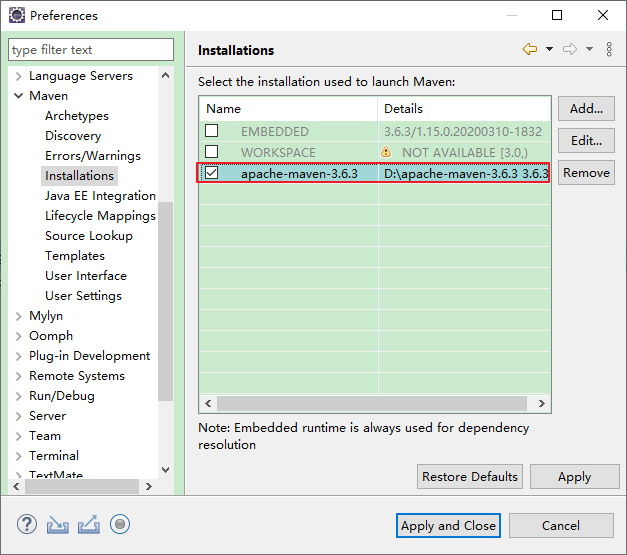 Preferences
type filter text
Language Servers
Maven
Archetypes
Discovery
Errors/Warnings
Installations
Java EE Integration
Lifecycle Mappings
Source Lookup
Templates
User Interface
User Settings
Mylyn
Oomph
Plug-in Development
Remote Systems
Run/Debug
Server
Team
Terminal
TextMate
Installations
Select the installation used to launch Maven:
Name Details
EMBEDDED 3.6.3/1.15.0.20200310-1832
WORKSPACE NOT AVAILABLE [3.0,)
apache-maven-3.6.3 D:\apache-maven-3.6.3 3.6.3
Add...
Edit...
Remove
Note: Embedded runtime is always used for dependency
resolution
Restore Defaults Apply
? Apply and Close Cancel